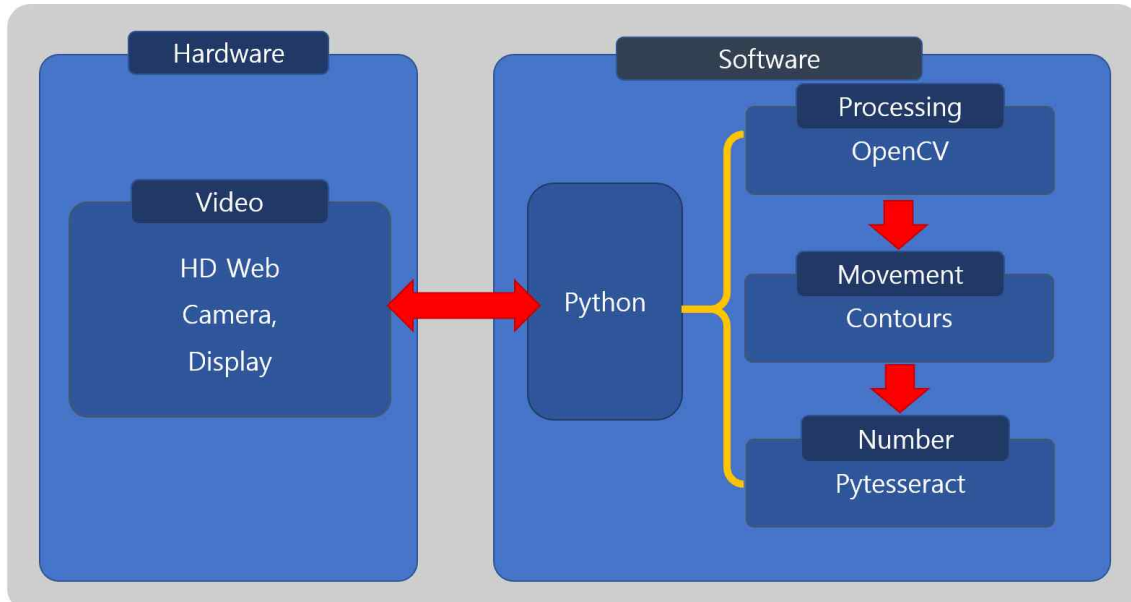 Hardware
Video
HD Web
Camera,
Display
Software
Python
Processing
OpenCV
Movement
Contours
Number
Pytesseract